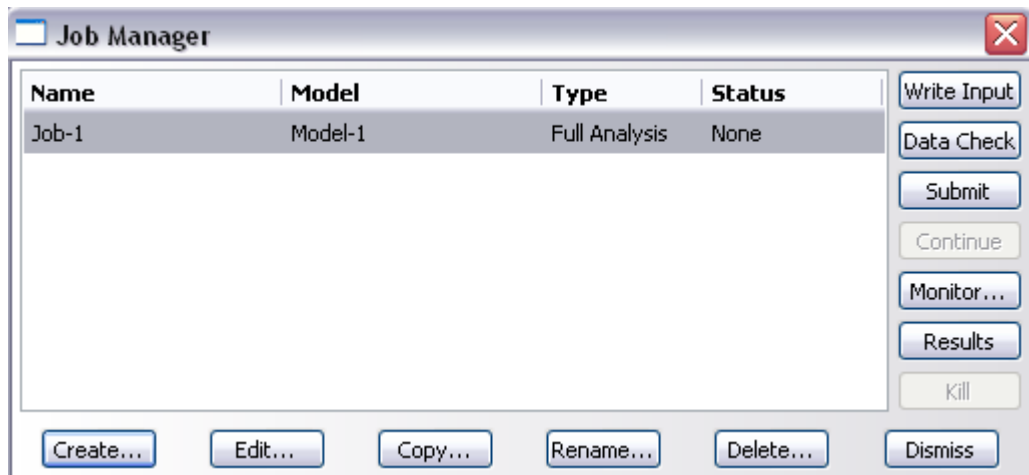 Job Manager
Name Model Type Status
Job-1 Model-1 Full Analysis None
Write Input
Data Check
Submit
Continue
Monitor...
Results
Kill
Create... Edit... Copy... Rename... Delete... Dismiss